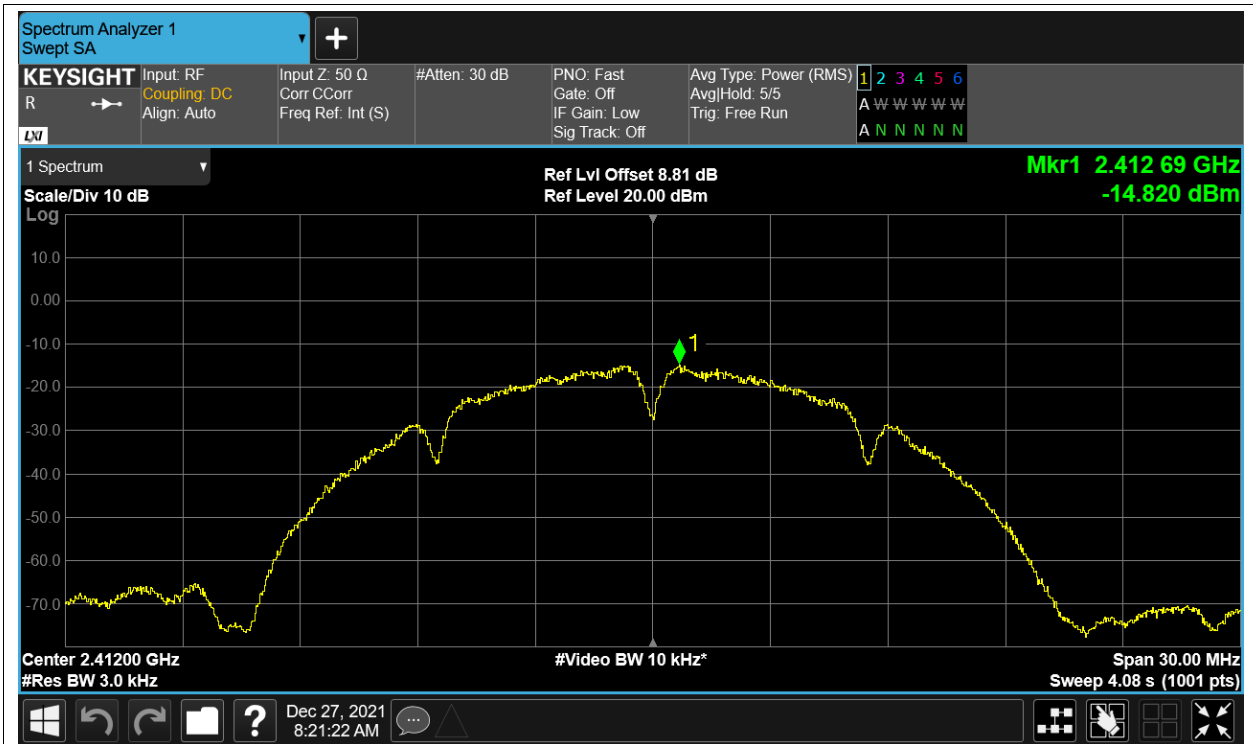 Spectrum Analyzer 1
Swept SA
KEYSIGHT
R
LXI
Input: RF
Coupling: DC
Align: Auto
Input Z: 50 Ω
Corr CCorr
Freq Ref: Int (S)
#Atten: 30 dB
PNO: Fast
Gate: Off
IF Gain: Low
Sig Track: Off
Avg Type: Power (RMS)
Avg|Hold: 5/5
Trig: Free Run
1 2 3 4 5 6
A W W W W W
A N N N N N
1 Spectrum
Scale/Div 10 dB
Log
Ref Lvl Offset 8.81 dB
Ref Level 20.00 dBm
Mkr1 2.412 69 GHz
-14.820 dBm
10.0
0.00
-10.0
-20.0
-30.0
-40.0
-50.0
-60.0
-70.0
1
Center 2.41200 GHz
#Res BW 3.0 kHz
#Video BW 10 kHz*
Span 30.00 MHz
Sweep 4.08 s (1001 pts)
?
Dec 27, 2021
8:21:22 AM